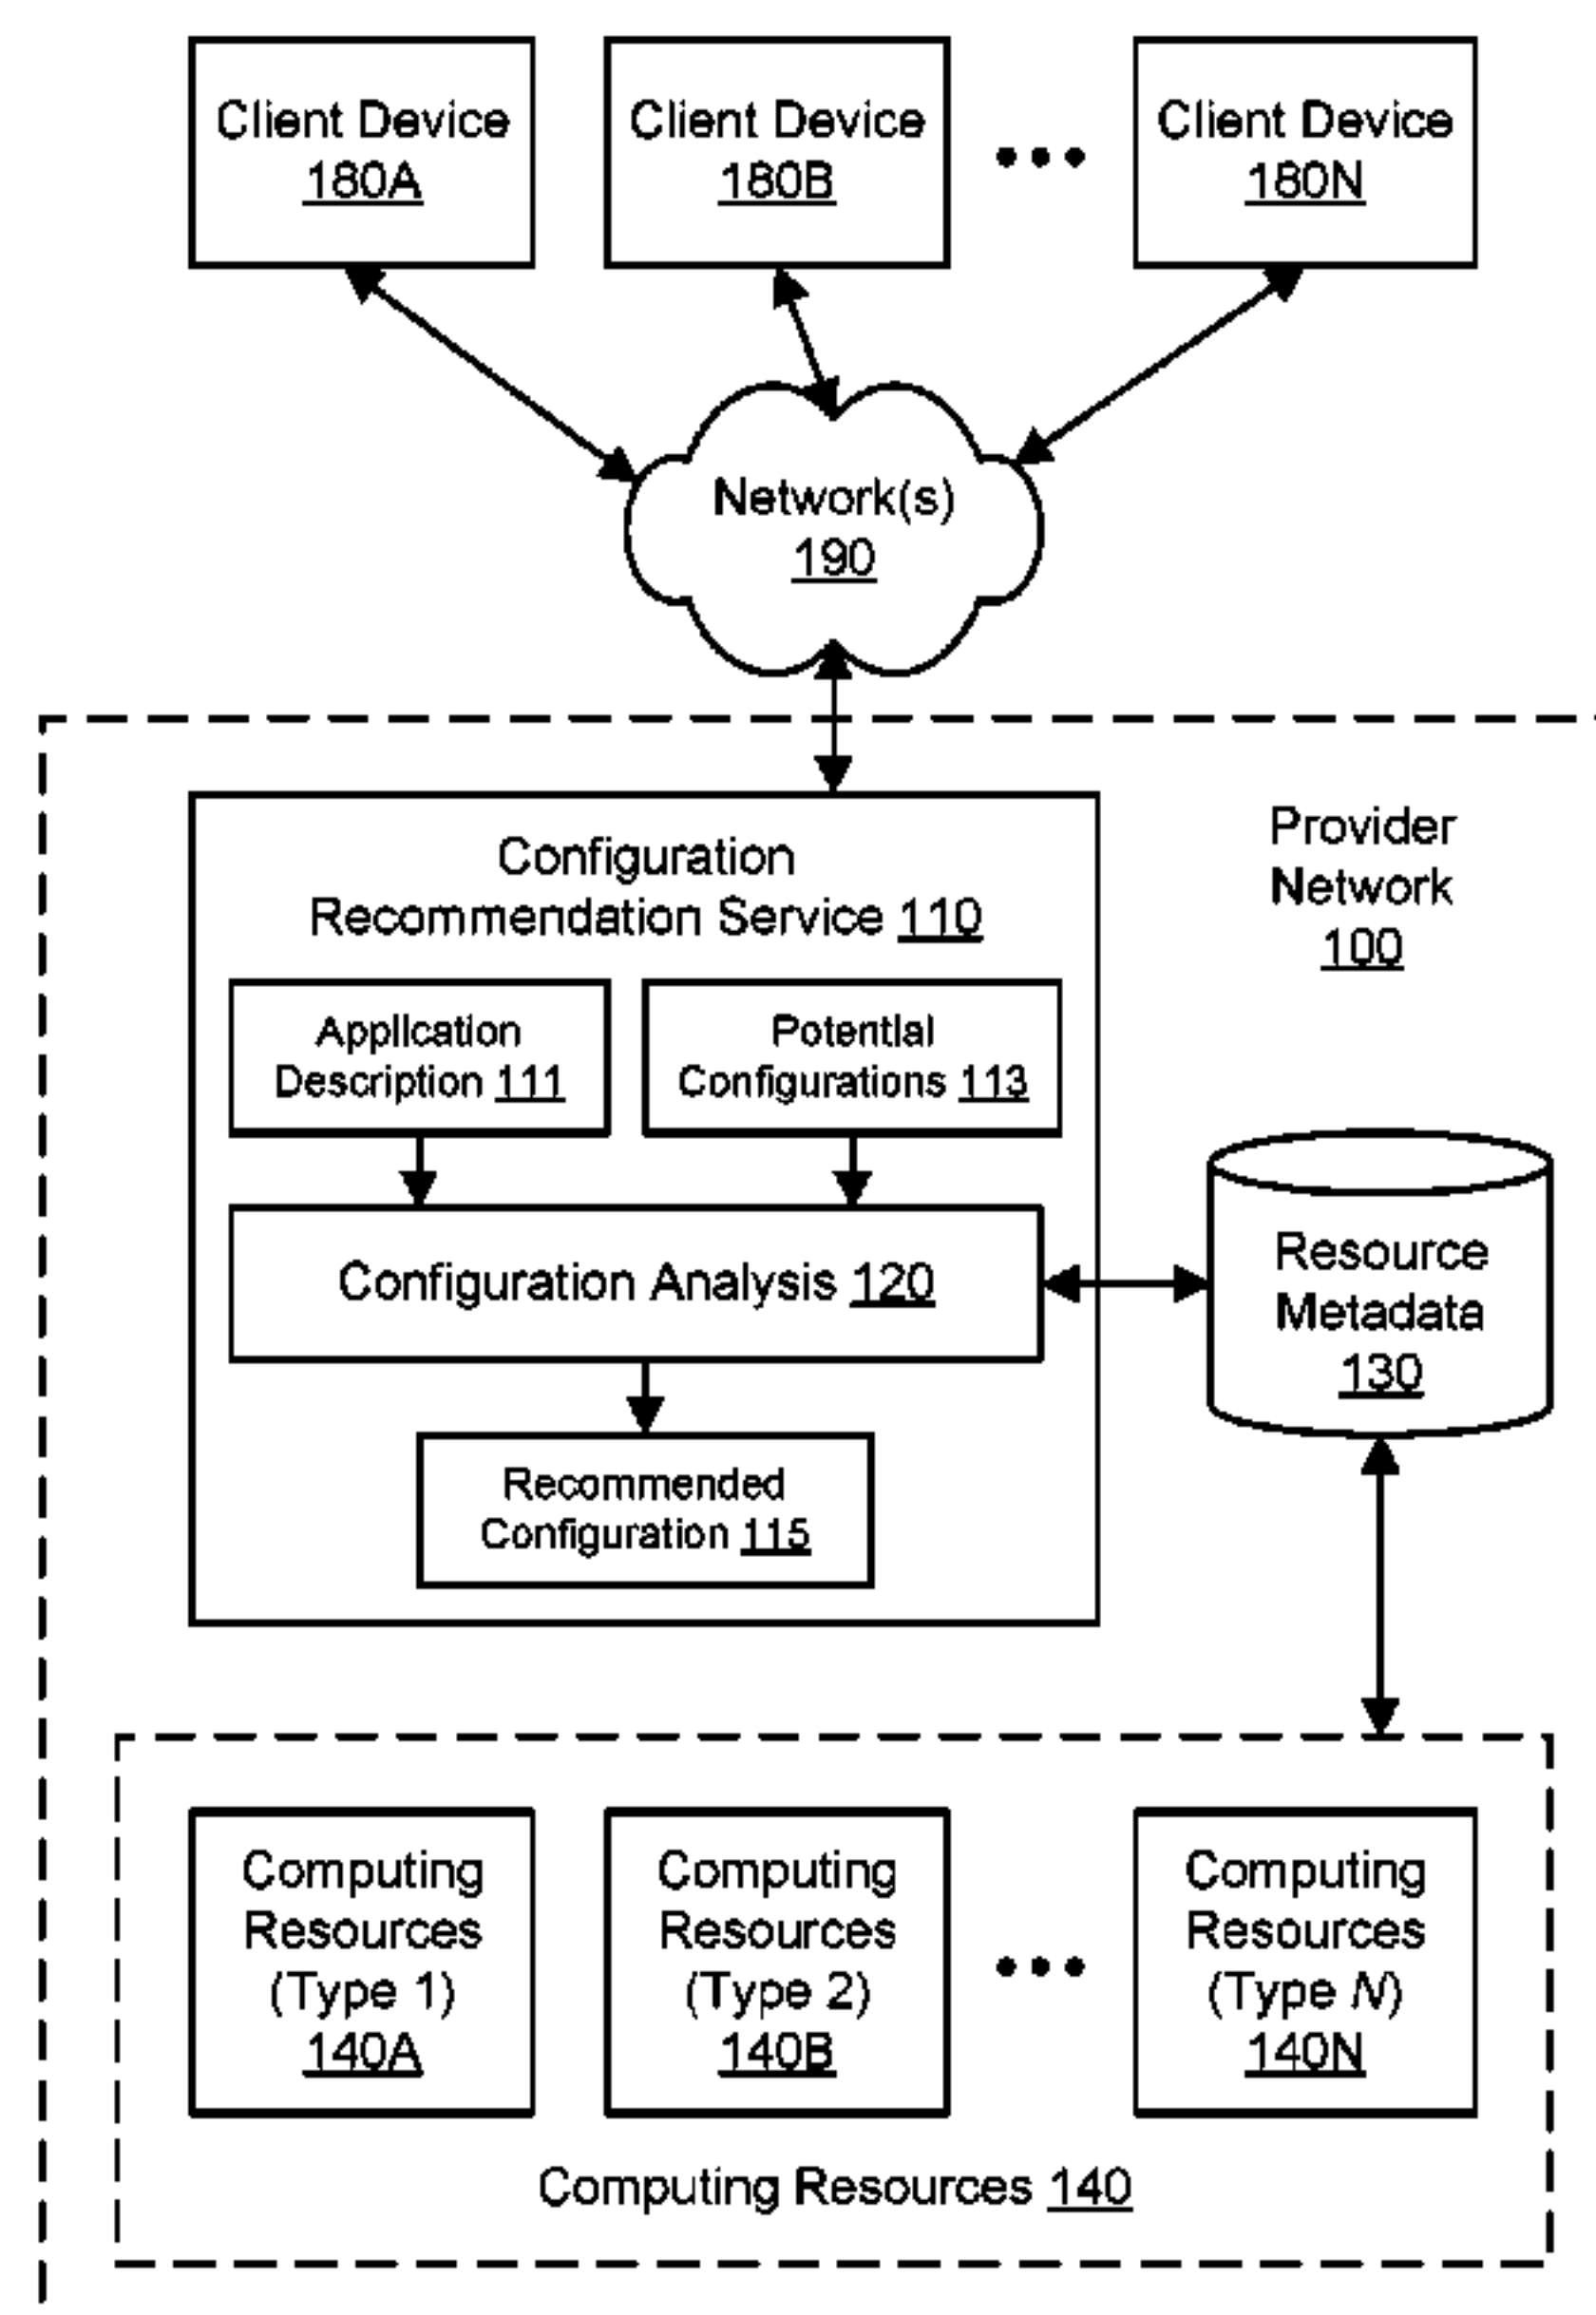 Client Device
180A
Client Device
180B
Client Device
180N
Network(s)
190
Provider
Network
100
Configuration
Recommendation Service 110
Application
Description 111
Potential
Configurations 113
Configuration Analysis 120
Resource
Metadata
130
Recommended
Configuration 115
Computing
Resources
(Type 1)
140A
Computing
Resources
(Type 2)
140B
Computing
Resources
(Type N)
140N
Computing Resources 140